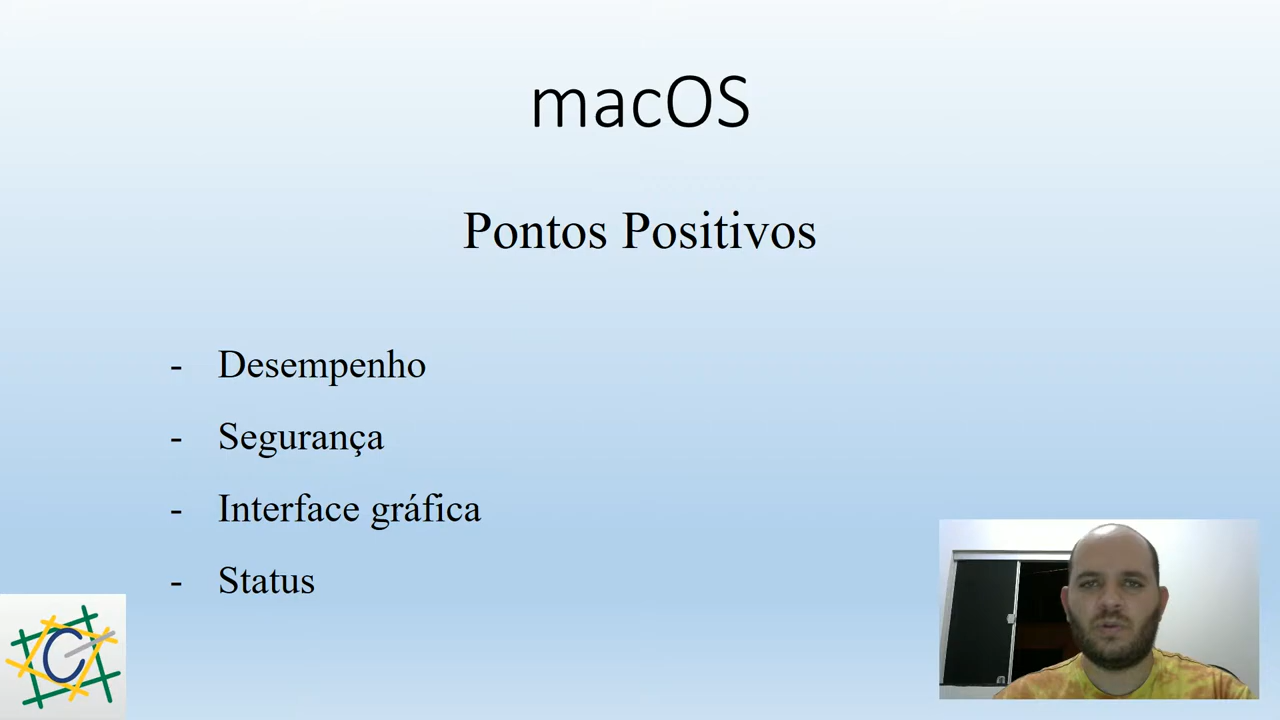 macOS
Pontos Positivos
- Desempenho
- Segurança
- Interface gráfica
- Status